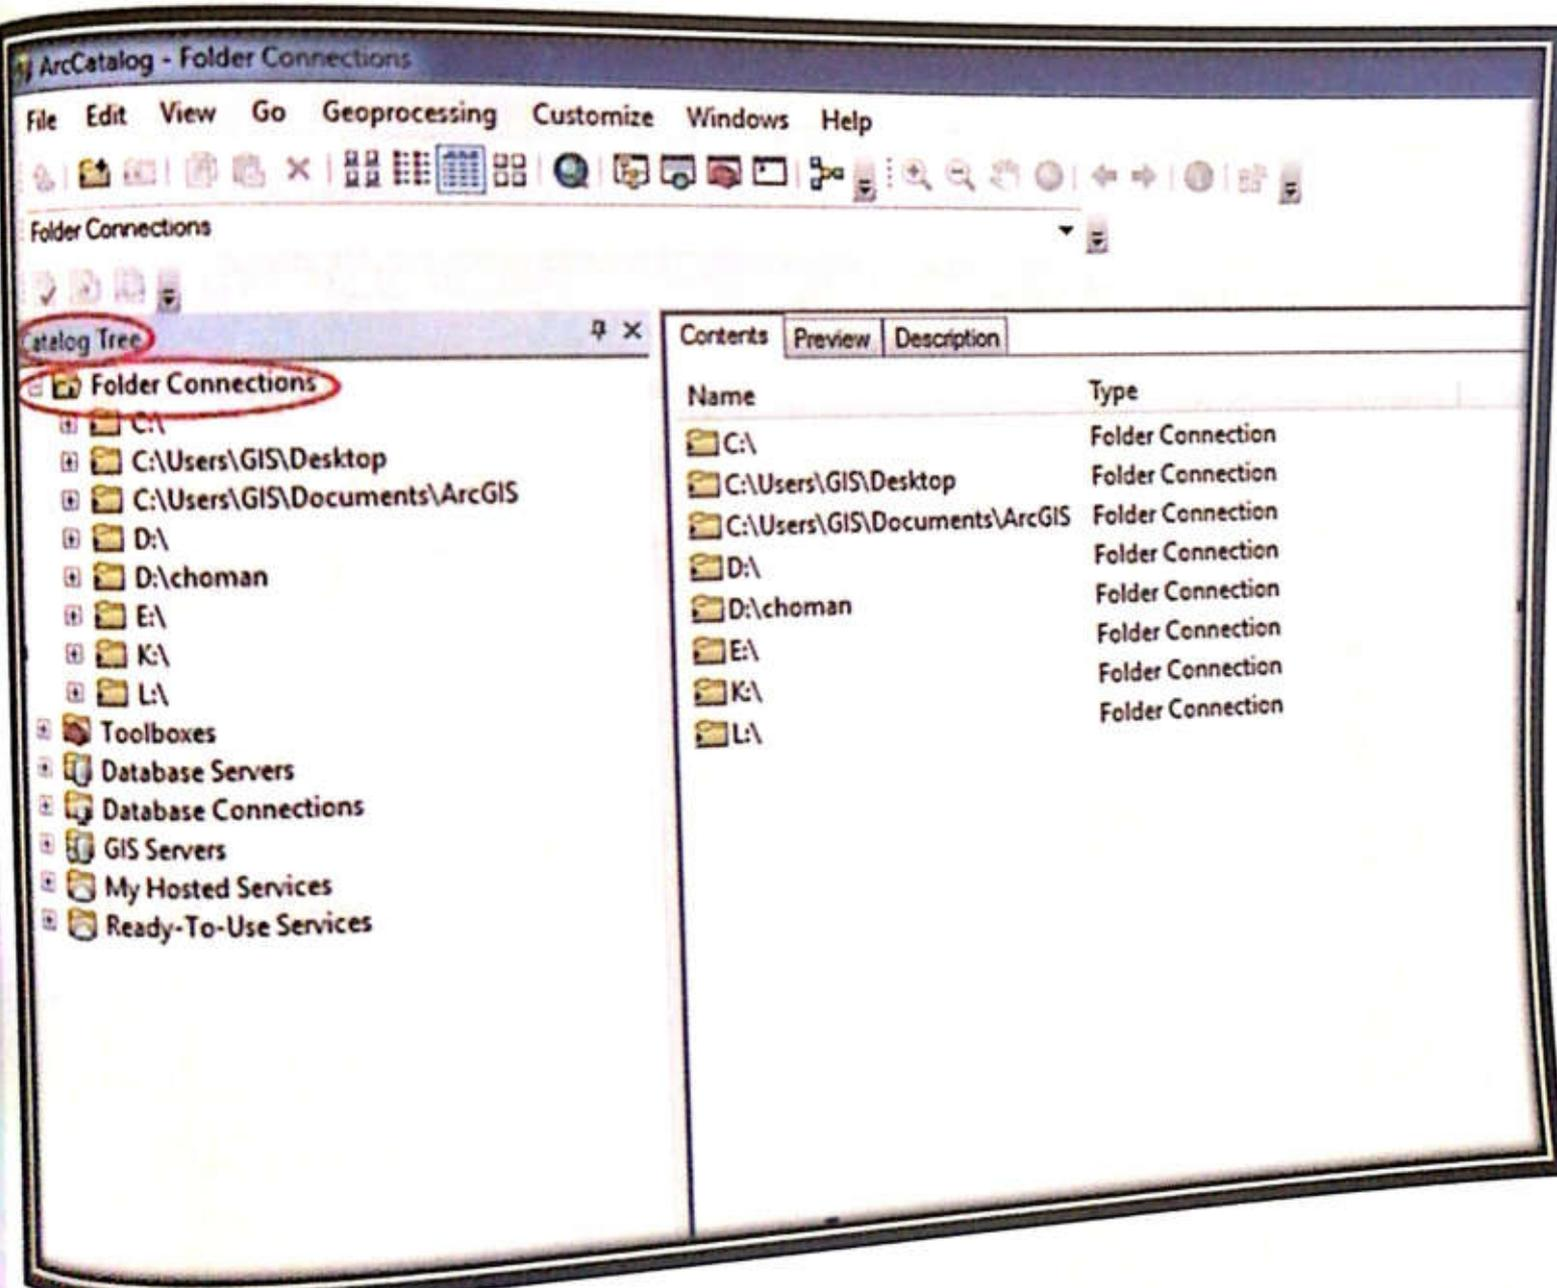 ArcCatalog - Folder Connections
File Edit View Go Geoprocessing Customize Windows Help
Folder Connections
Catalog Tree
Folder Connections
C:\
C:\Users\GIS\Desktop
C:\Users\GIS\Documents\ArcGIS
D:\
D:\choman
E:\
K:\
L:\
Toolboxes
Database Servers
Database Connections
GIS Servers
My Hosted Services
Ready-To-Use Services
Contents Preview Description
Name Type
C:\ Folder Connection
C:\Users\GIS\Desktop Folder Connection
C:\Users\GIS\Documents\ArcGIS Folder Connection
D:\ Folder Connection
D:\choman Folder Connection
E:\ Folder Connection
K:\ Folder Connection
L:\ Folder Connection